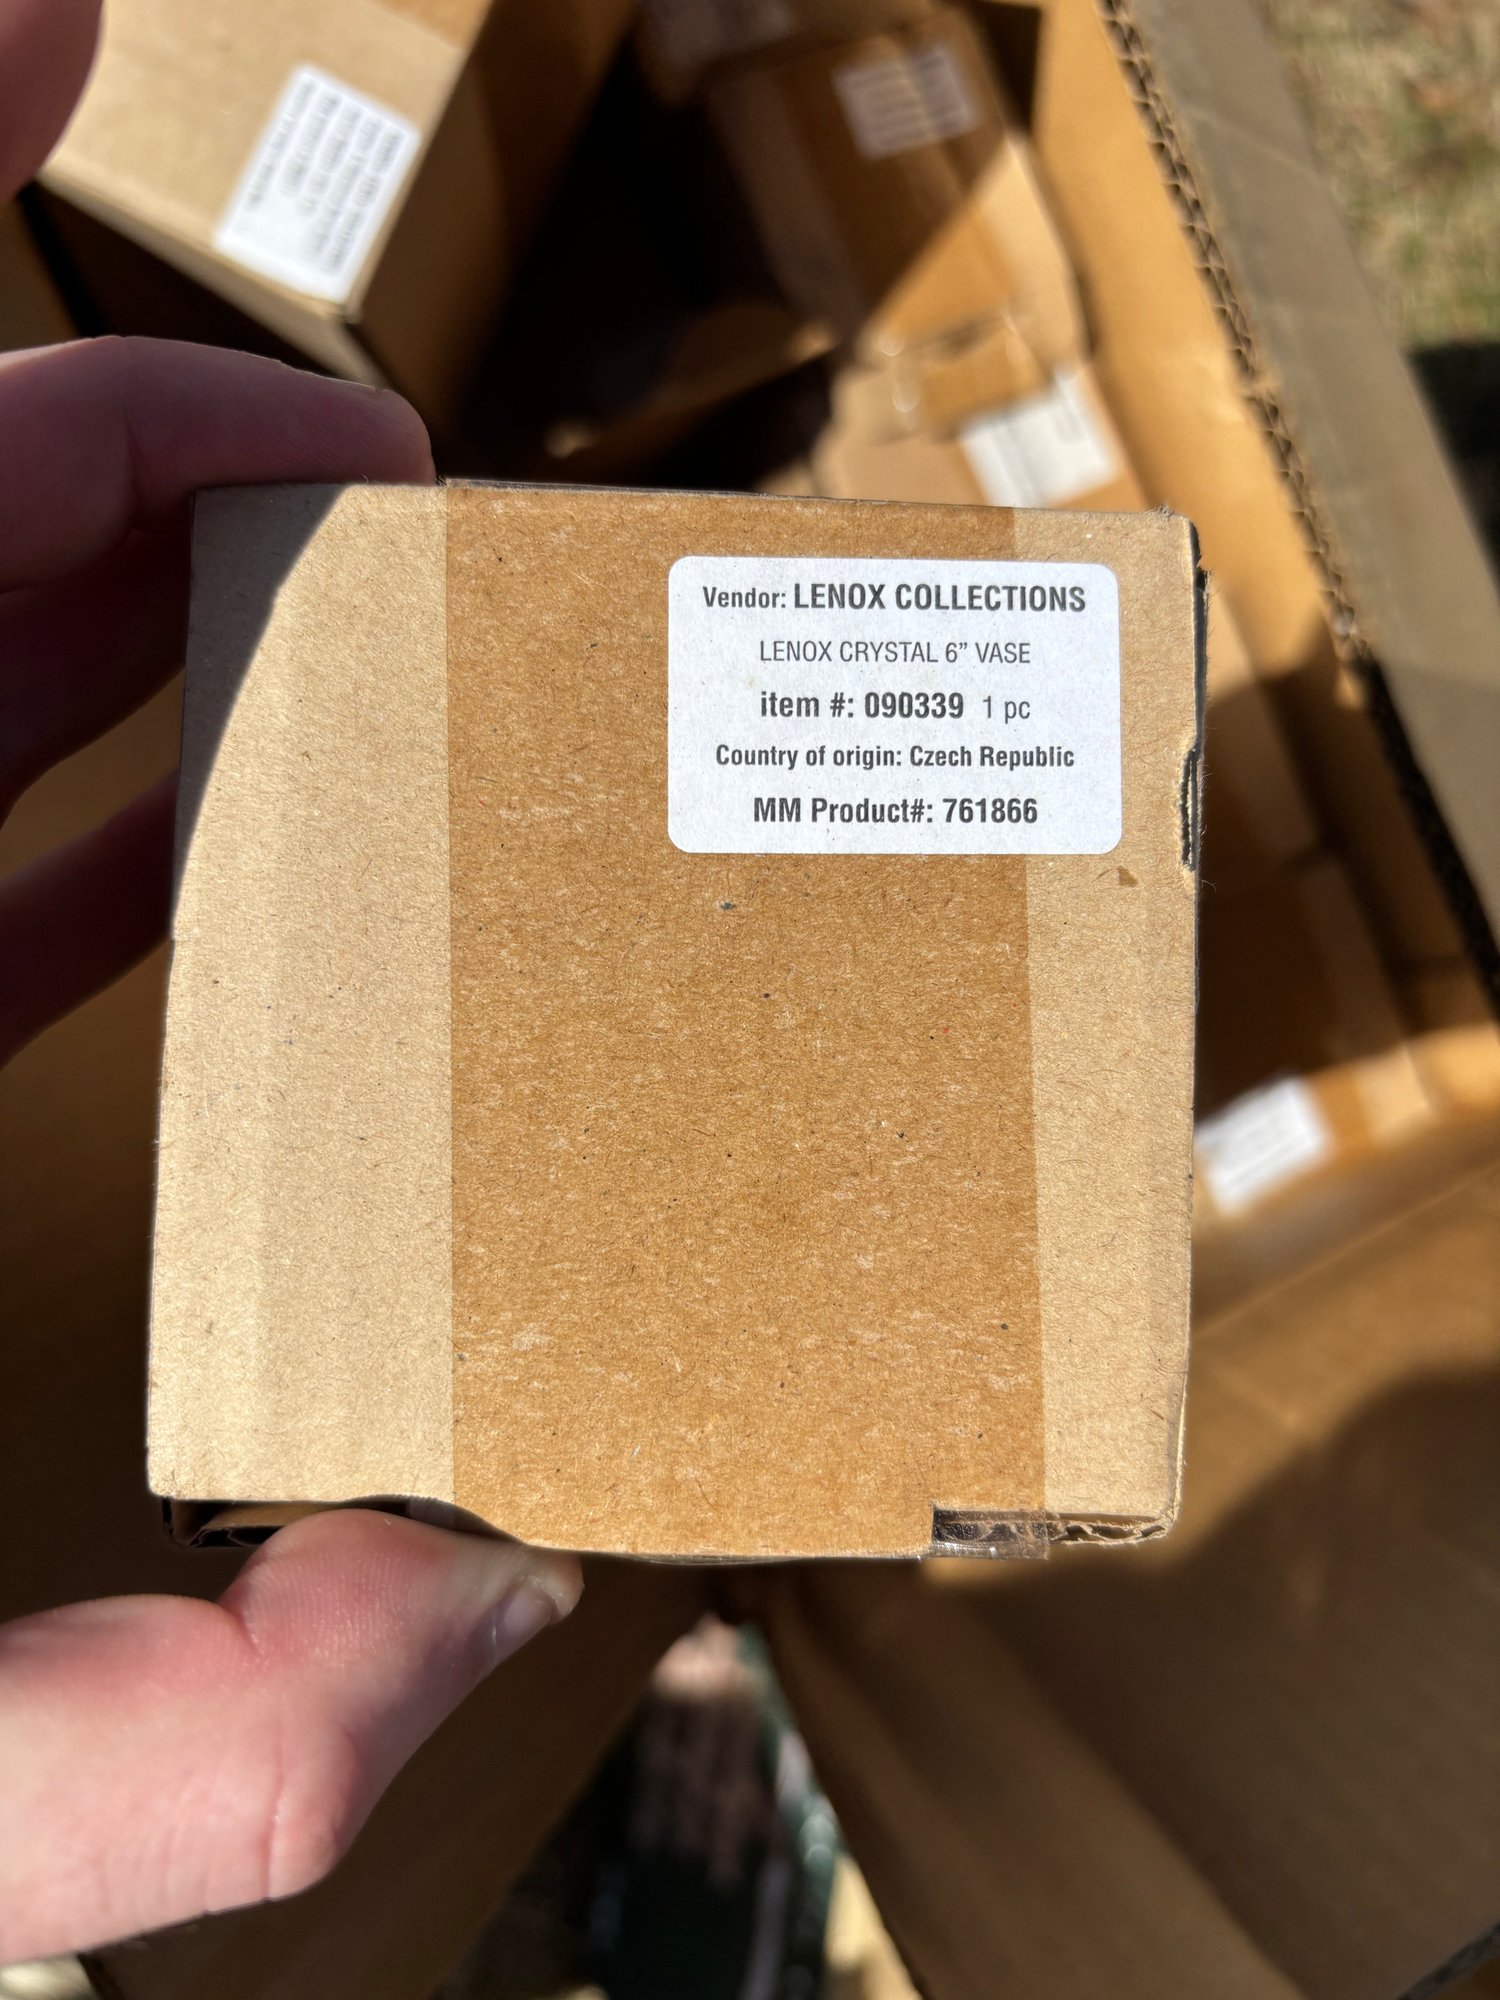 Vendor: LENOX COLLECTIONS
LENOX CRYSTAL 6” VASE
item #: 090339 1 pc
Country of origin: Czech Republic
MM Product#: 761866